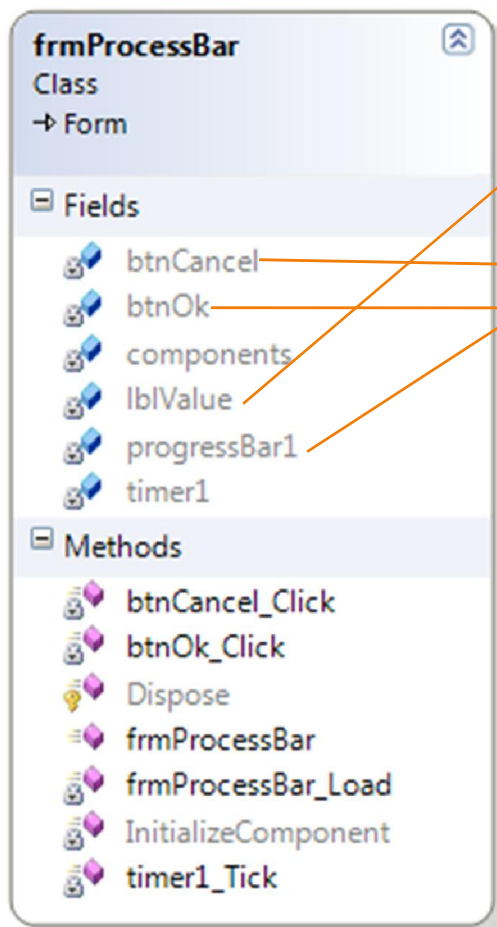 frmProcessBar
Class
Form
Fields
btnCancel
btnOk
components
lblValue
progressBar1
timer1
Methods
btnCancel_Click
btnOk_Click
Dispose
frmProcessBar
frmProcessBar_Load
InitializeComponent
timer1_Tick